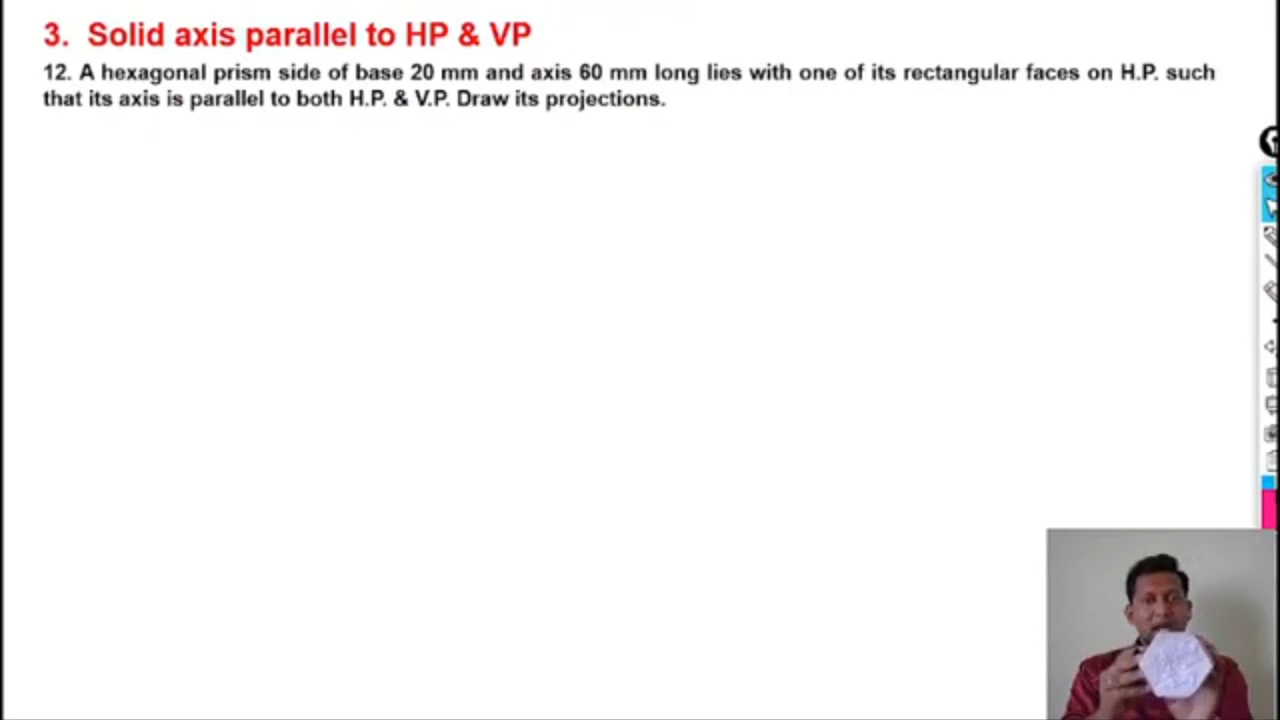 3. Solid axis parallel to HP & VP
12. A hexagonal prism side of base 20 mm and axis 60 mm long lies with one of its rectangular faces on H.P. such
that its axis is parallel to both H.P. & V.P. Draw its projections.